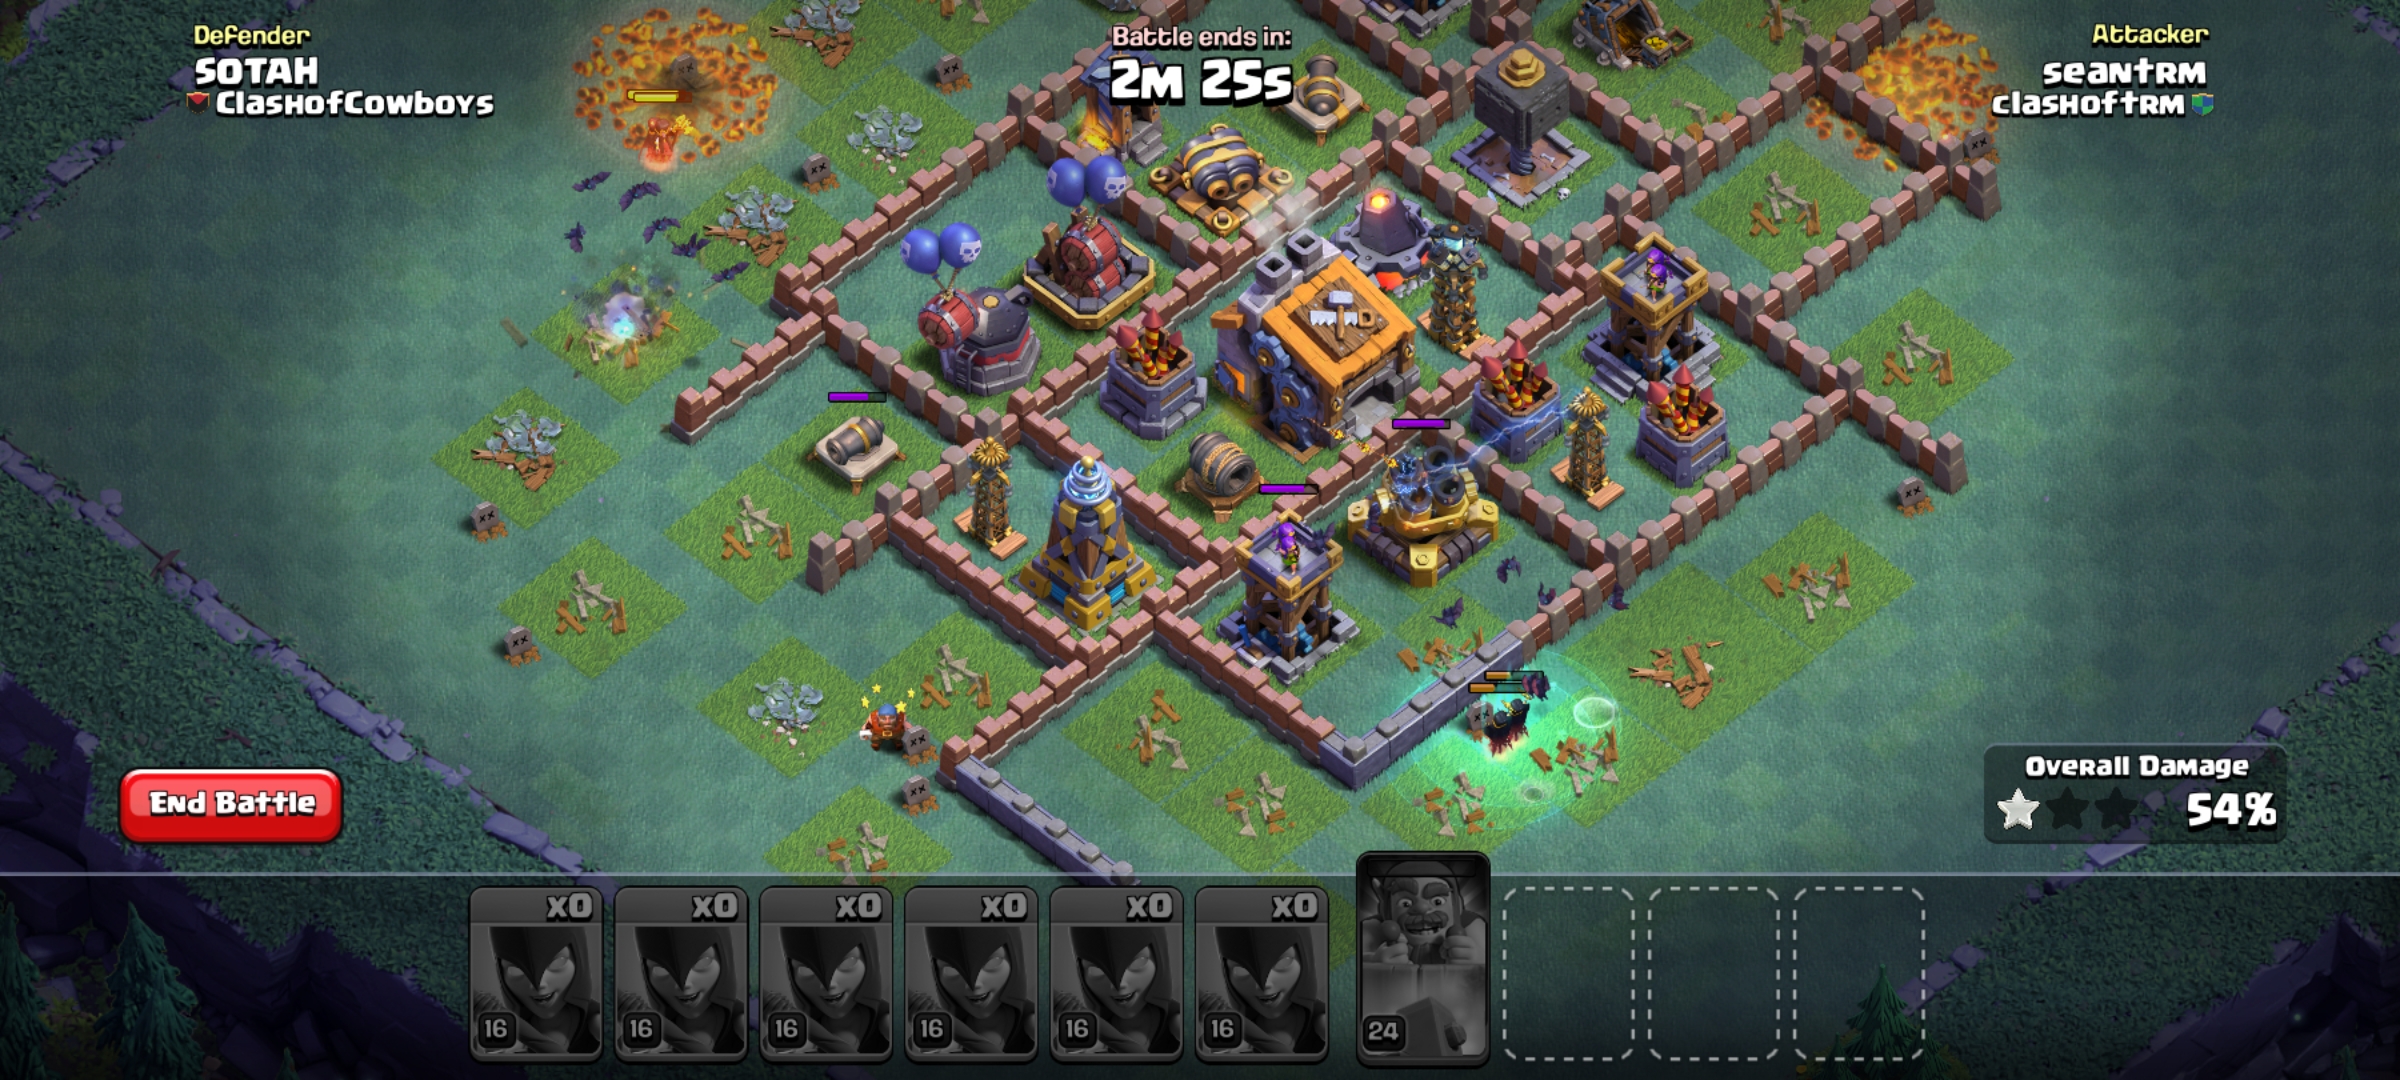 Defender
SOTAH
ClashofCowboys
Battle ends in:
2M 25s
Attacker
seantRM
clashoftRM
End Battle
Overall Damage
54%
x0
x0
x0
x0
x0
x0
16
16
16
16
16
16
24